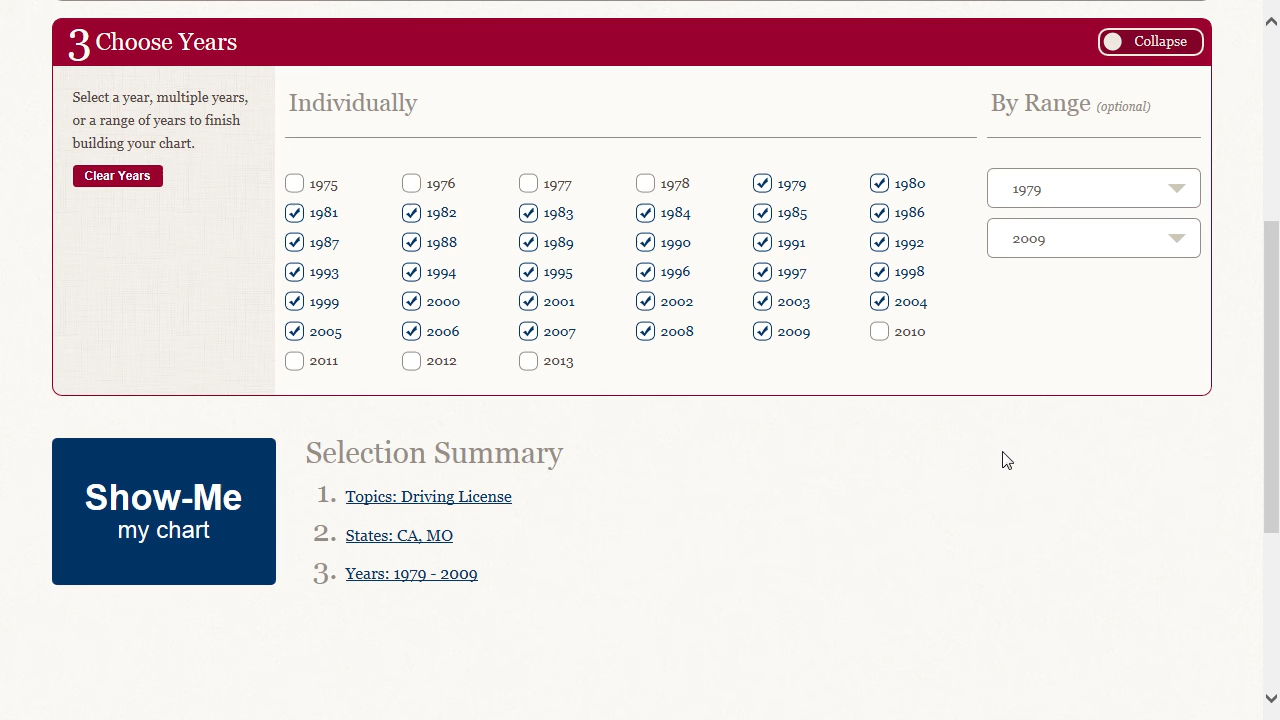 3 Choose Years
Collapse
Select a year, multiple years,
or a range of years to finish
building your chart.
Clear Years
Individually
1975 1976 1977 1978 1979 1980
1981 1982 1983 1984 1985 1986
1987 1988 1989 1990 1991 1992
1993 1994 1995 1996 1997 1998
1999 2000 2001 2002 2003 2004
2005 2006 2007 2008 2009 2010
2011 2012 2013
By Range (optional)
1979
2009
Show-Me
my chart
Selection Summary
1. Topics: Driving License
2. States: CA, MO
3. Years: 1979 - 2009